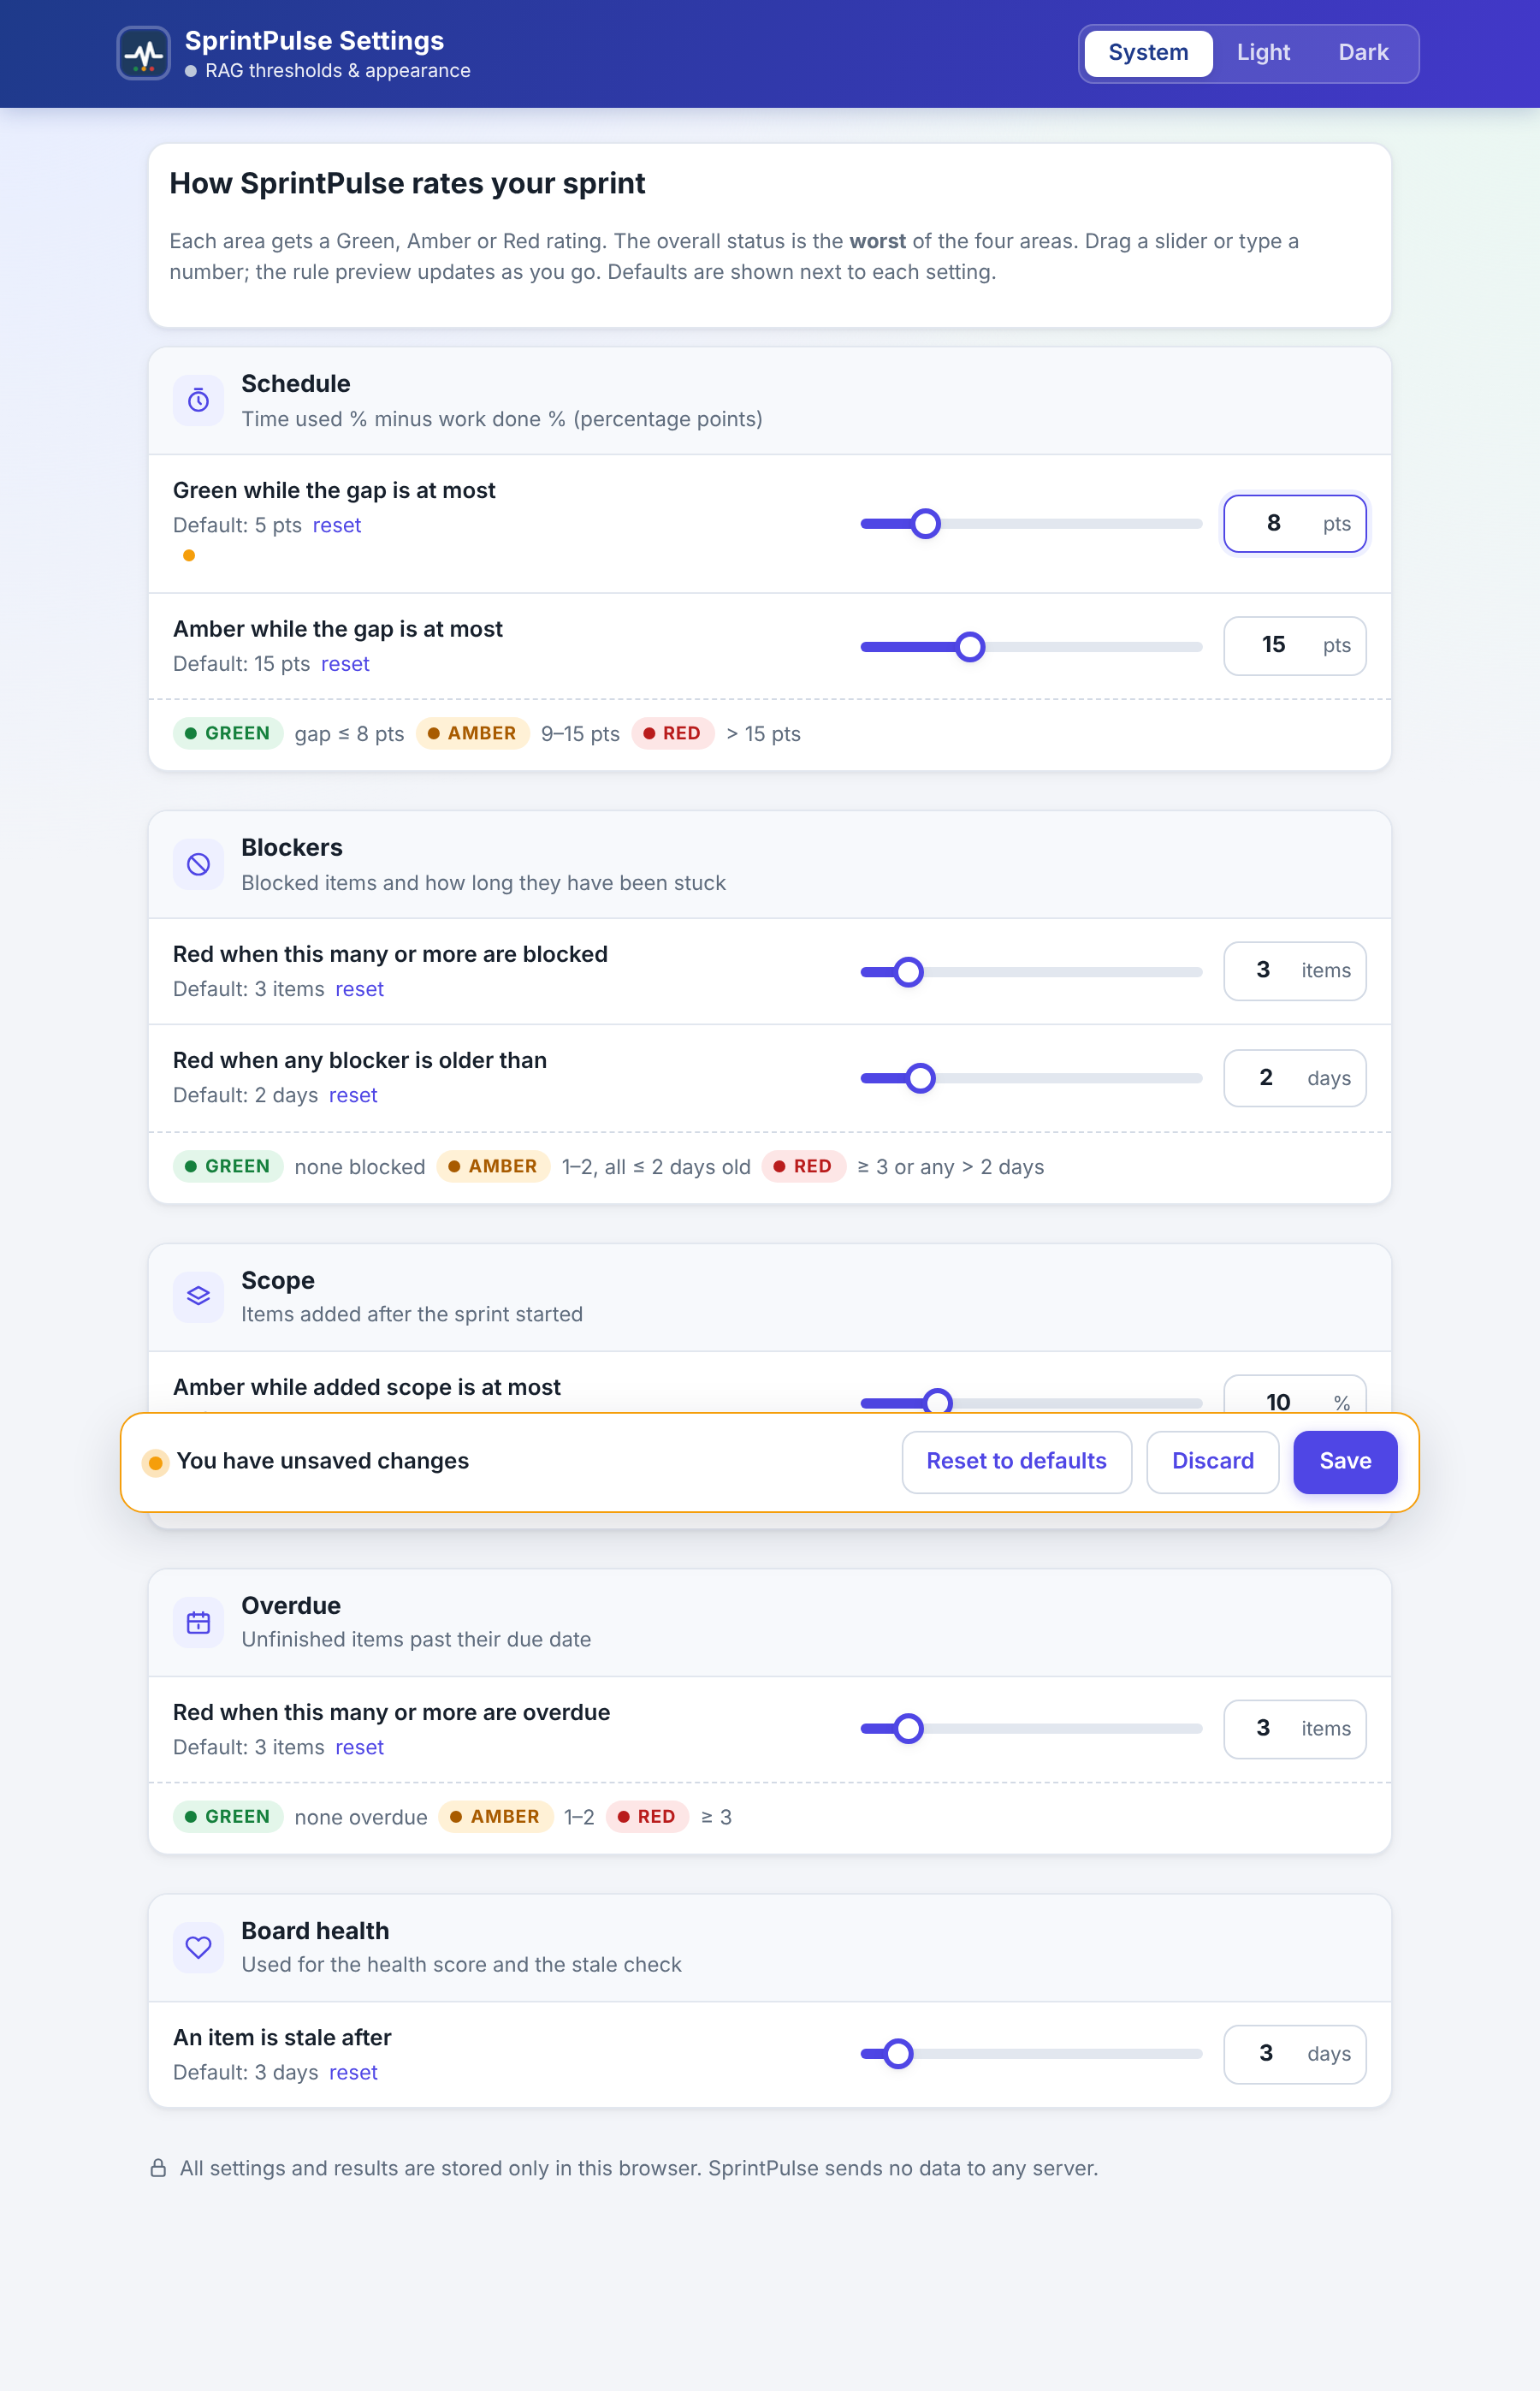 SprintPulse Settings
RAG thresholds & appearance
System Light Dark
How SprintPulse rates your sprint
Each area gets a Green, Amber or Red rating. The overall status is the worst of the four areas. Drag a slider or type a
number; the rule preview updates as you go. Defaults are shown next to each setting.
Schedule
Time used % minus work done % (percentage points)
Green while the gap is at most
Default: 5 pts reset
8 pts
Amber while the gap is at most
Default: 15 pts reset
15 pts
GREEN gap ≤ 8 pts AMBER 9–15 pts RED > 15 pts
Blockers
Blocked items and how long they have been stuck
Red when this many or more are blocked
Default: 3 items reset
3 items
Red when any blocker is older than
Default: 2 days reset
2 days
GREEN none blocked AMBER 1–2, all ≤ 2 days old RED ≥ 3 or any > 2 days
Scope
Items added after the sprint started
Amber while added scope is at most
10 %
You have unsaved changes
Reset to defaults Discard Save
Overdue
Unfinished items past their due date
Red when this many or more are overdue
Default: 3 items reset
3 items
GREEN none overdue AMBER 1–2 RED ≥ 3
Board health
Used for the health score and the stale check
An item is stale after
Default: 3 days reset
3 days
All settings and results are stored only in this browser. SprintPulse sends no data to any server.